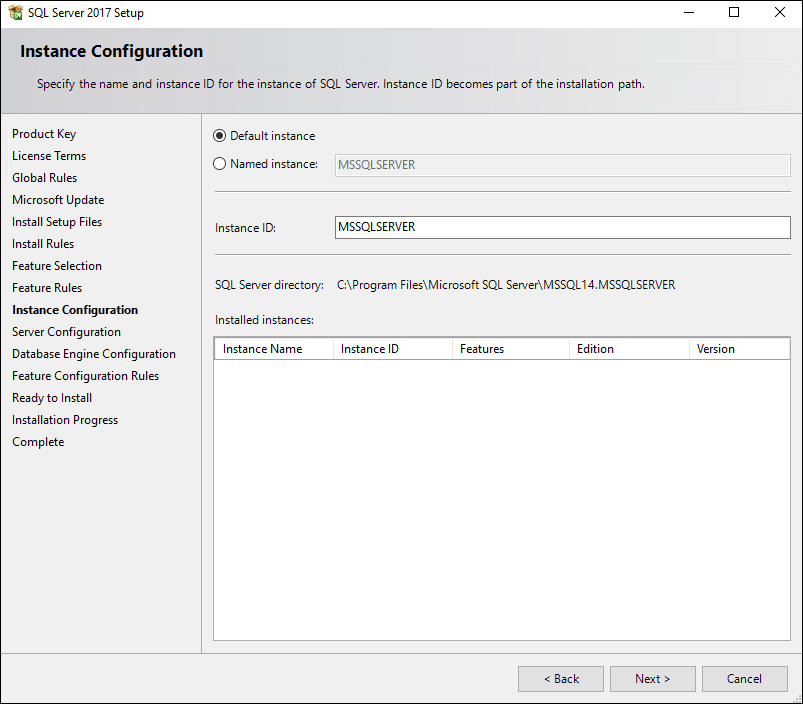 SQL Server 2017 Setup
Instance Configuration
Specify the name and instance ID for the instance of SQL Server. Instance ID becomes part of the installation path.
Product Key
License Terms
Global Rules
Microsoft Update
Install Setup Files
Install Rules
Feature Selection
Feature Rules
Instance Configuration
Server Configuration
Database Engine Configuration
Feature Configuration Rules
Ready to Install
Installation Progress
Complete
Default instance
Named instance: MSSQLSERVER
Instance ID: MSSQLSERVER
SQL Server directory: C:\Program Files\Microsoft SQL Server\MSSQL14.MSSQLSERVER
Installed instances:
Instance Name Instance ID Features Edition Version
< Back Next > Cancel